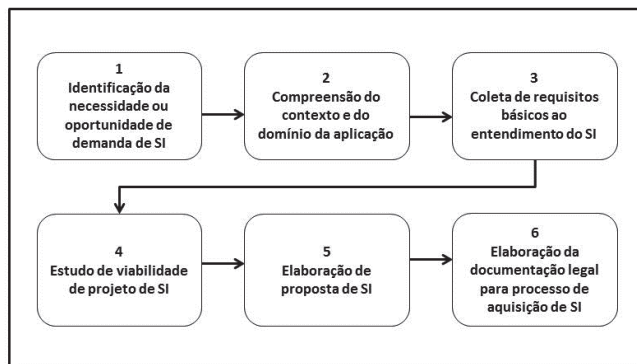 1
Identificação da
necessidade ou
oportunidade de
demanda de SI
2
Compreensão do
contexto e do
domínio da aplicação
3
Coleta de requisitos
básicos ao
entendimento do SI
4
Estudo de viabilidade
de projeto de SI
5
Elaboração de
proposta de SI
6
Elaboração da
documentação legal
para processo de
aquisição de SI